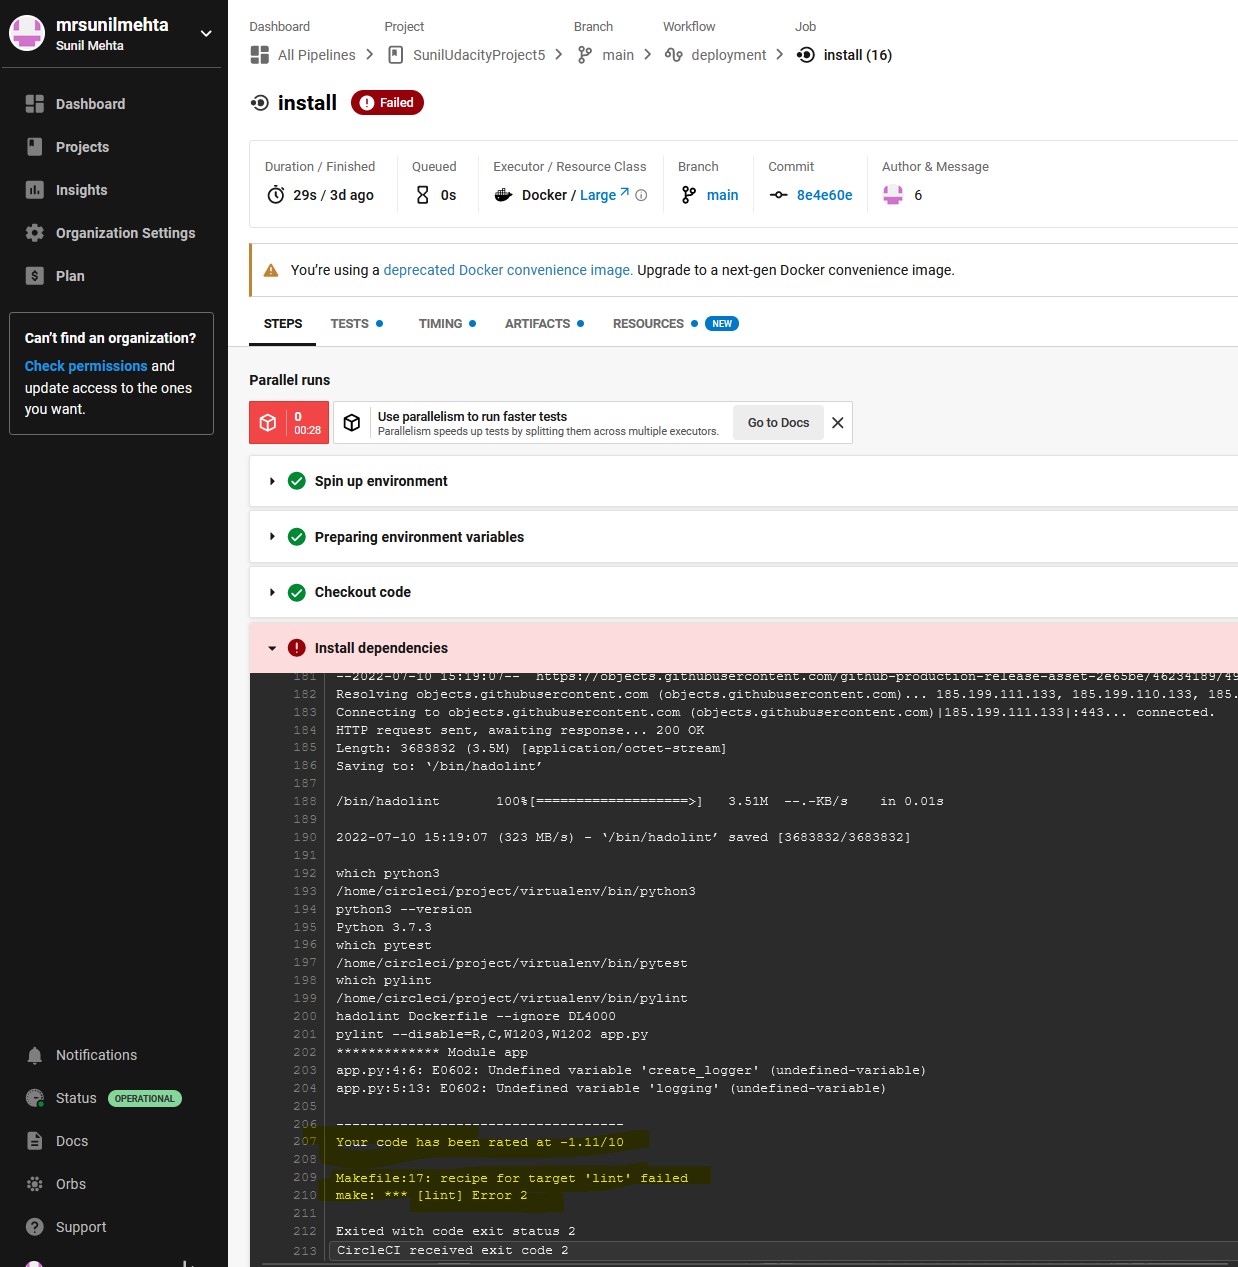 mrsunilmehta
Sunil Mehta
Dashboard
Projects
Insights
Organization Settings
Plan
Can't find an organization?
Check permissions and
update access to the ones
you want.
Notifications
Status OPERATIONAL
Docs
Orbs
Support
Dashboard Project Branch Workflow Job
All Pipelines > SunilUdacityProject5 > main > deployment > install (16)
install Failed
Duration / Finished Queued Executor / Resource Class Branch Commit Author & Message
29s / 3d ago 0s Docker / Large main 8e4e60e 6
You're using a deprecated Docker convenience image. Upgrade to a next-gen Docker convenience image.
STEPS TESTS TIMING ARTIFACTS RESOURCES NEW
Parallel runs
0
00:28
Use parallelism to run faster tests
Parallelism speeds up tests by splitting them across multiple executors.
Go to Docs
Spin up environment
Preparing environment variables
Checkout code
Install dependencies
181 --2022-07-10 15:19:07-- https://objects.githubusercontent.com/github-production-release-asset-2e65be/46234189/49
182 Resolving objects.githubusercontent.com (objects.githubusercontent.com)... 185.199.111.133, 185.199.110.133, 185.
183 Connecting to objects.githubusercontent.com (objects.githubusercontent.com)|185.199.111.133|:443... connected.
184 HTTP request sent, awaiting response... 200 OK
185 Length: 3683832 (3.5M) [application/octet-stream]
186 Saving to: ‘/bin/hadolint’
187
188 /bin/hadolint 100%[===================>] 3.51M --.-KB/s in 0.01s
189
190 2022-07-10 15:19:07 (323 MB/s) - ‘/bin/hadolint’ saved [3683832/3683832]
191
192 which python3
193 /home/circleci/project/virtualenv/bin/python3
194 python3 --version
195 Python 3.7.3
196 which pytest
197 /home/circleci/project/virtualenv/bin/pytest
198 which pylint
199 /home/circleci/project/virtualenv/bin/pylint
200 hadolint Dockerfile --ignore DL4000
201 pylint --disable=R,C,W1203,W1202 app.py
202 ************* Module app
203 app.py:4:6: E0602: Undefined variable 'create_logger' (undefined-variable)
204 app.py:5:13: E0602: Undefined variable 'logging' (undefined-variable)
205
206 ------------------------------------
207 Your code has been rated at -1.11/10
208
209 Makefile:17: recipe for target 'lint' failed
210 make: *** [lint] Error 2
211
212 Exited with code exit status 2
213 CircleCI received exit code 2